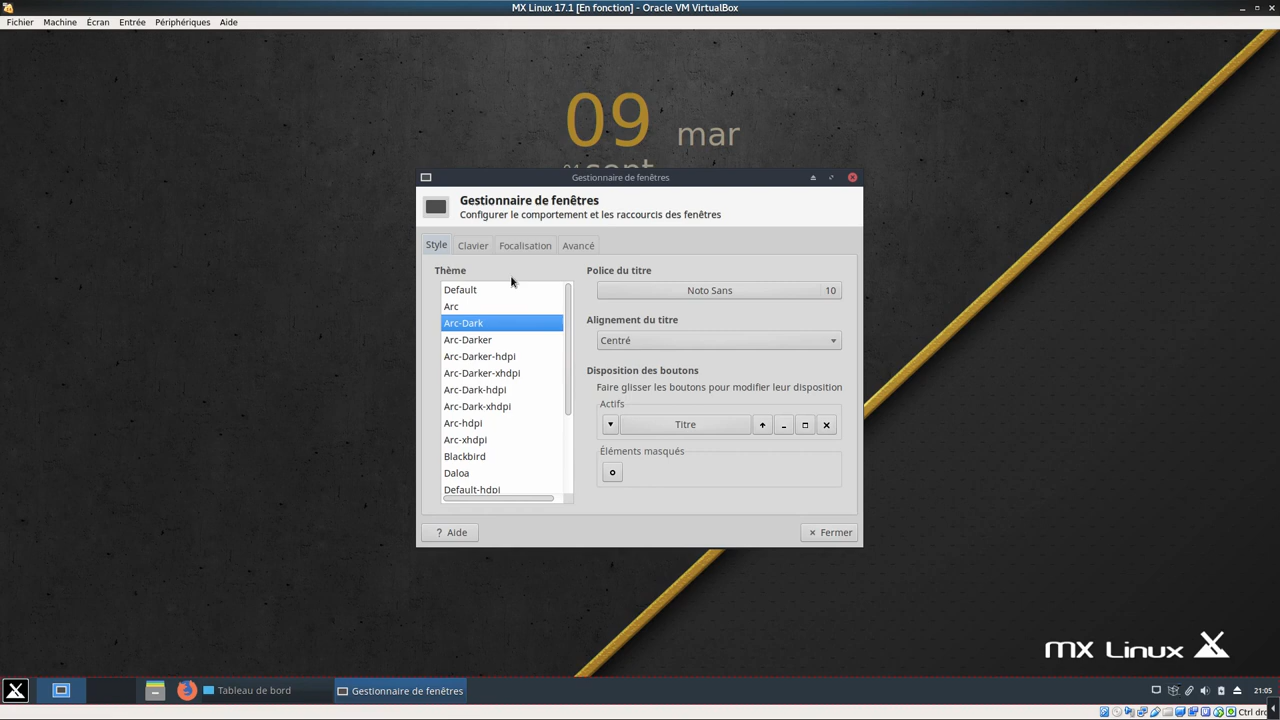 MX Linux 17.1 [En fonction] - Oracle VM VirtualBox
Fichier Machine Écran Entrée Périphériques Aide
09 mar
sept
Gestionnaire de fenêtres
Gestionnaire de fenêtres
Configurer le comportement et les raccourcis des fenêtres
Style Clavier Focalisation Avancé
Thème
Default
Arc
Arc-Dark
Arc-Darker
Arc-Darker-hdpi
Arc-Darker-xhdpi
Arc-Dark-hdpi
Arc-Dark-xhdpi
Arc-hdpi
Arc-xhdpi
Blackbird
Daloa
Default-hdpi
Police du titre
Noto Sans 10
Alignement du titre
Centré
Disposition des boutons
Faire glisser les boutons pour modifier leur disposition
Actifs
Titre
Éléments masqués
? Aide
Fermer
MX Linux
Tableau de bord
Gestionnaire de fenêtres
21:05
Ctrl dro